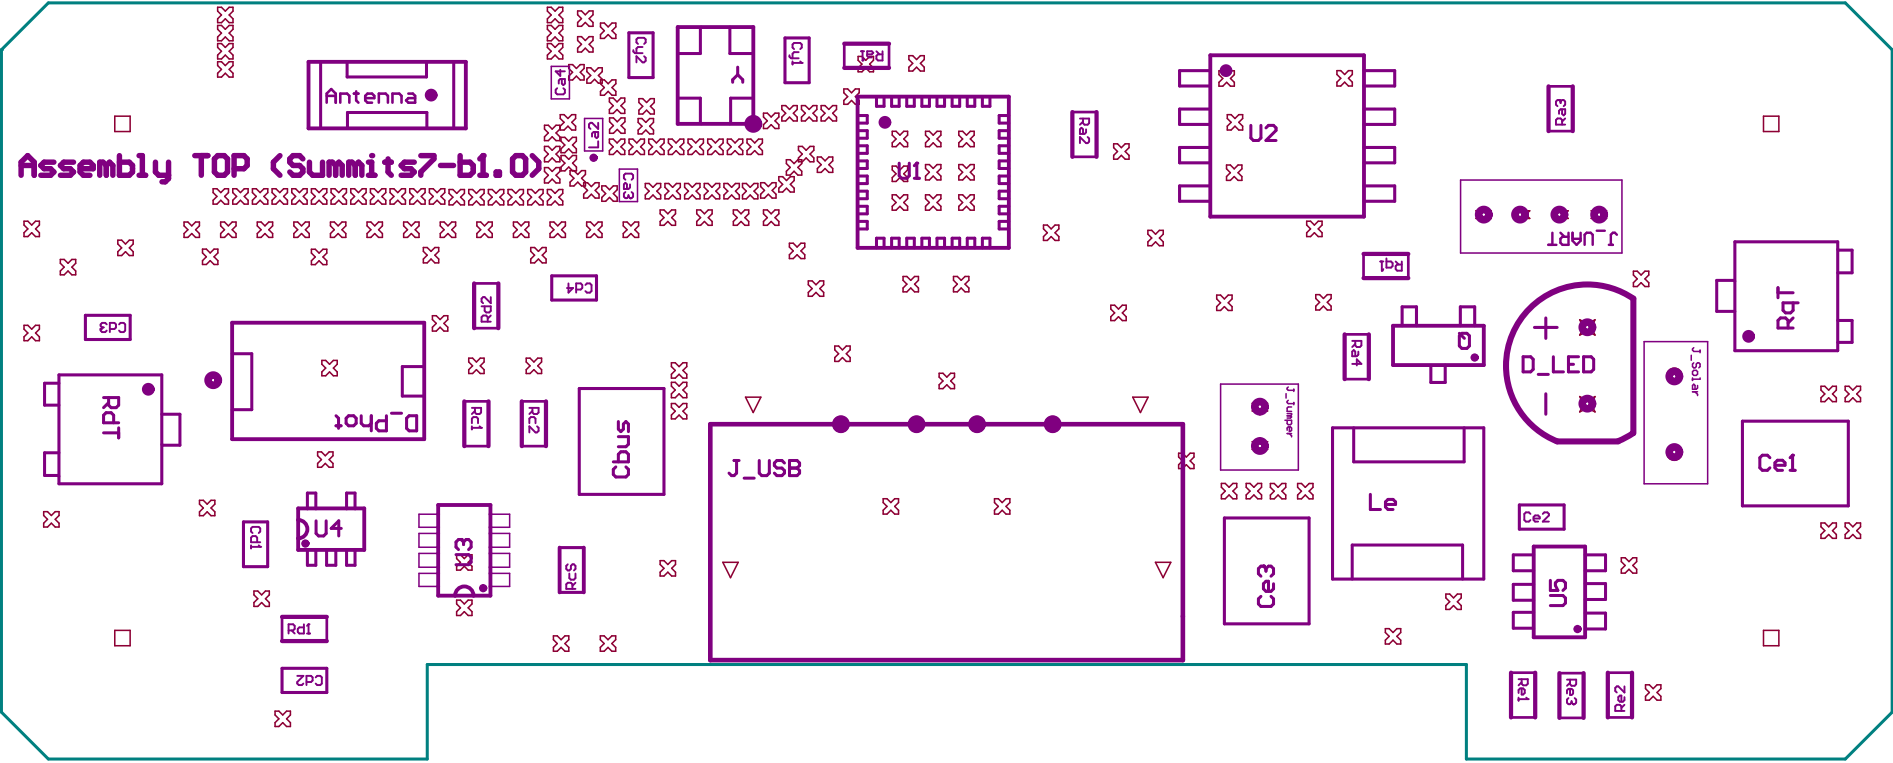 Cy2
Y
Cy1
Ra1
Ca4
Antenna
La2
Ra2
U2
Ra3
Assembly TOP (Summits7-b1.0)
U1
Ca3
J_UART
Rq1
Cd4
Rd2
Cd3
RqT
Q
Ra4
D_LED
J_Solar
RdT
D_Phot
Rc1
Rc2
Cbus
J_Jumper
J_USB
Ce1
Le
Ce2
U4
Cd1
U3
RcS
Ce3
U5
Rd1
Cd2
Re1
Re3
Re2